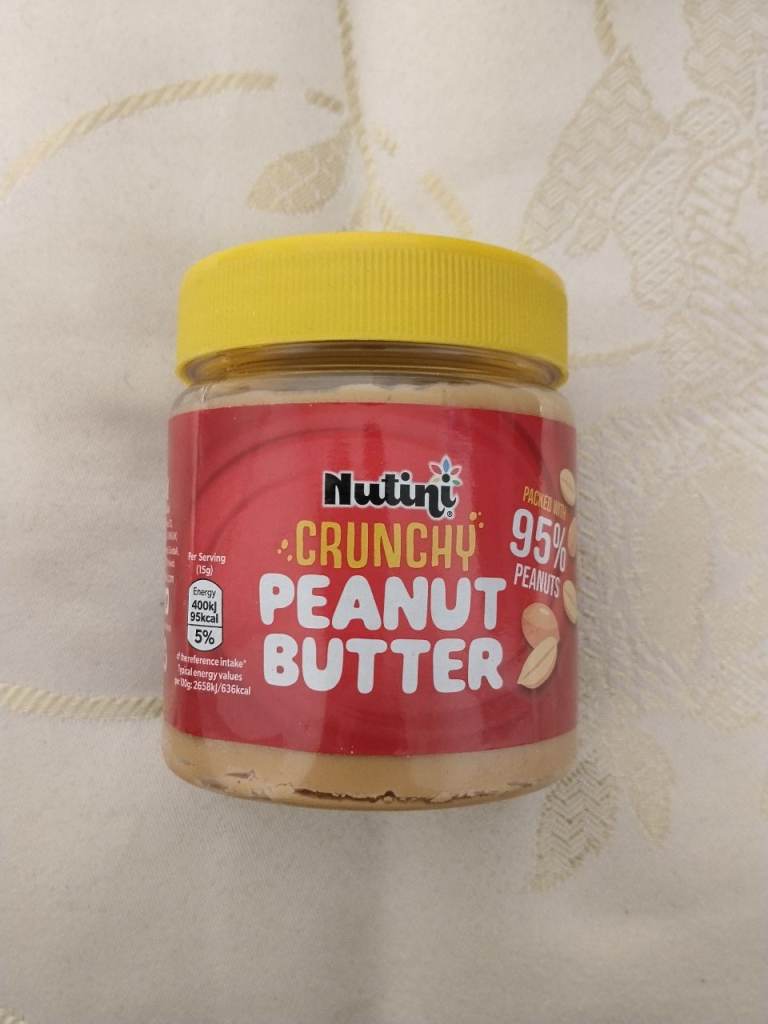 Nutini®
CRUNCHY
PEANUT
BUTTER
PACKED WITH
95%
PEANUTS
Per Serving
(15g)
Energy
400kJ
95kcal
5%
of the reference intake*
Typical energy values
per 100g: 2658kJ/636kcal